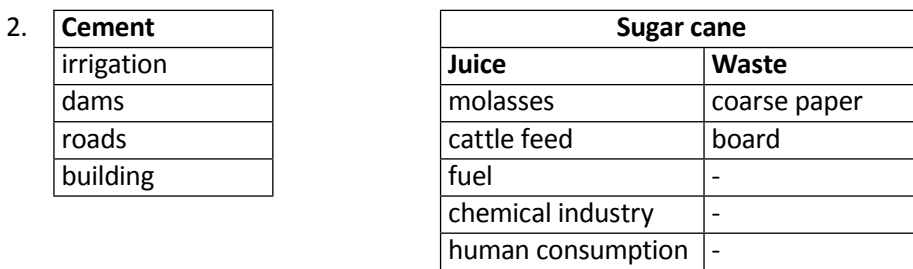 2. Cement
irrigation
dams
roads
building
Sugar cane
Juice Waste
molasses coarse paper
cattle feed board
fuel -
chemical industry -
human consumption -